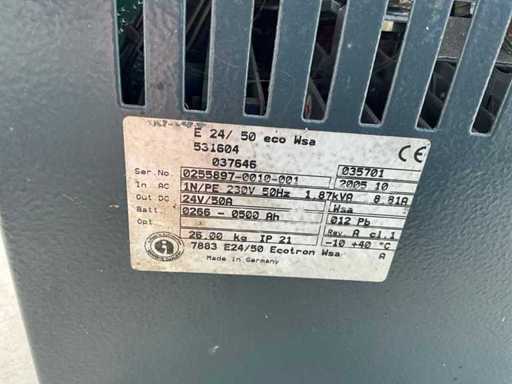 E 24/ 50 eco Wsa
531604
037646 035701
Ser.No. 0255897-0010-001 2005 10
In AC 1N/PE 230V 50Hz 1.87kVA 8.81A
Out DC 24V/50A Wsa
Batt. 0266 - 0500 Ah 012 Pb
Rev. A cl.1
26.00 kg IP 21 -10 +40 °C
7883 E24/50 Ecotron Wsa A
Made in Germany
CE